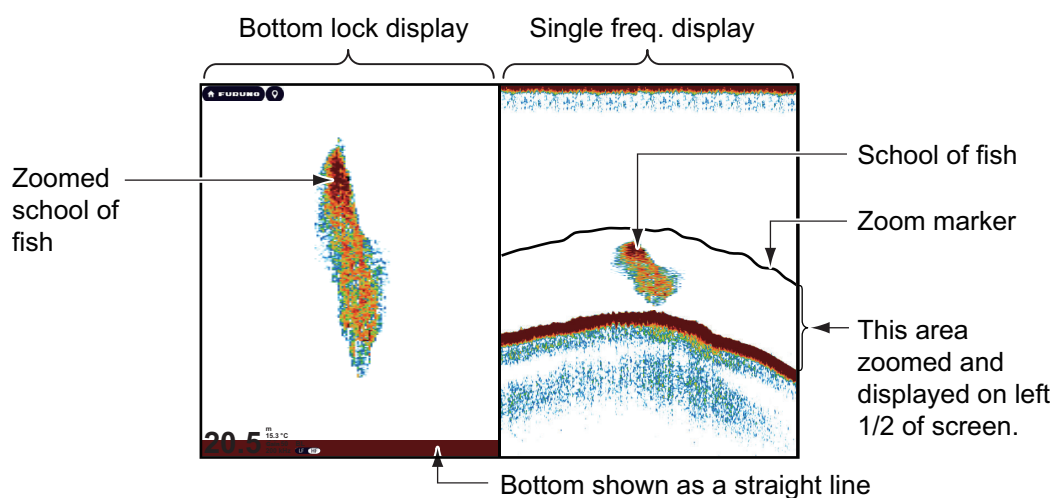 Bottom lock display
Single freq. display
FURUNO
Zoomed
school of
fish
School of fish
Zoom marker
This area
zoomed and
displayed on left
1/2 of screen.
20.5
m
15.3 °C
LF HF
Bottom shown as a straight line